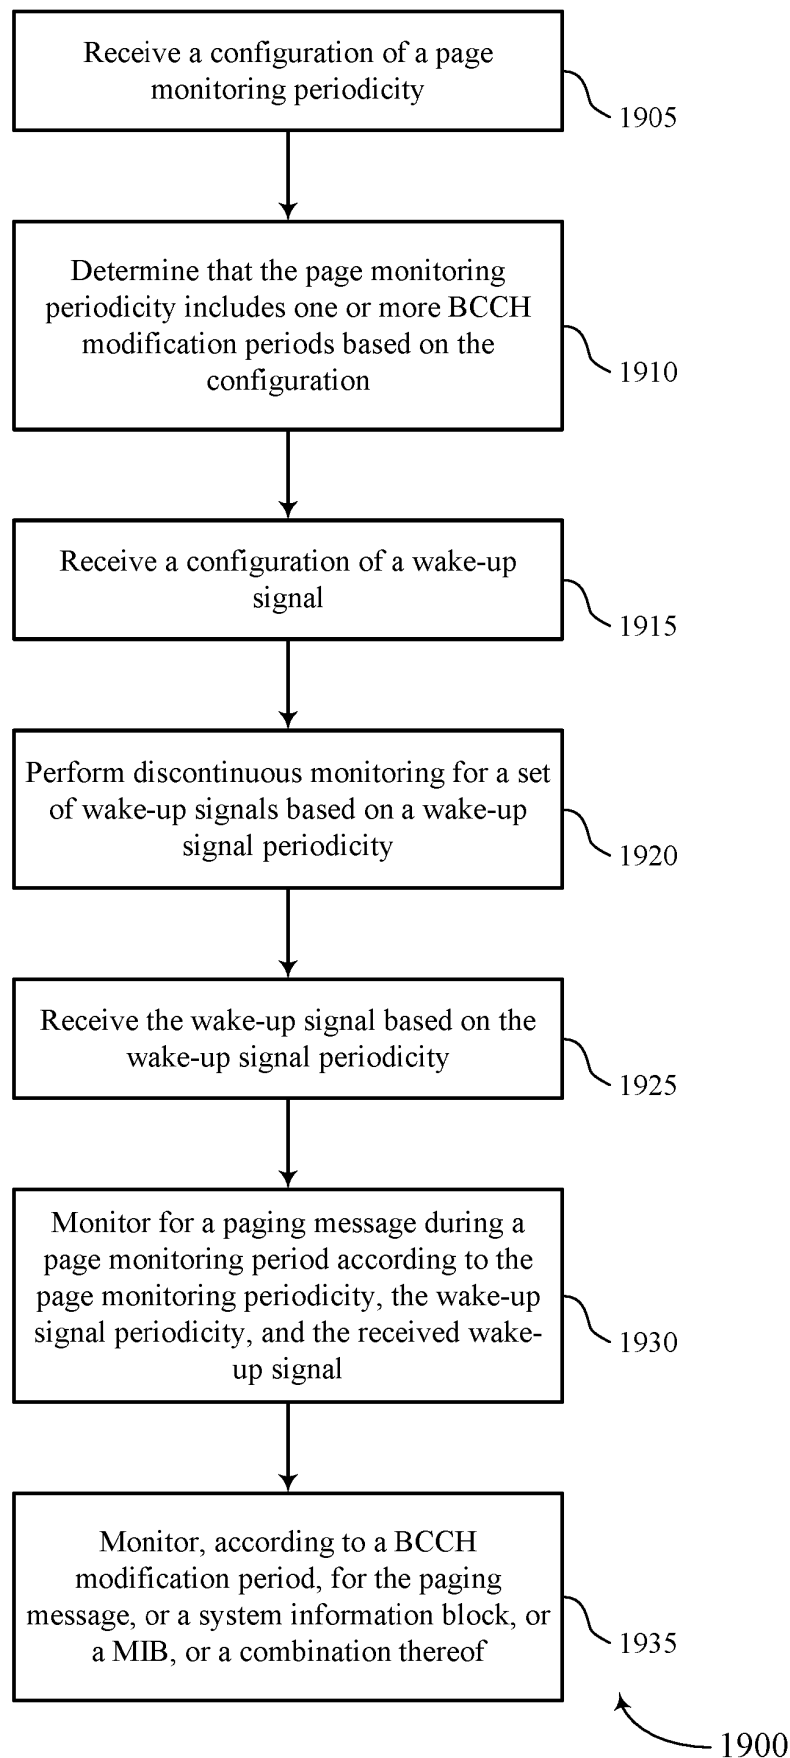 Receive a configuration of a page
monitoring periodicity
1905
Determine that the page monitoring
periodicity includes one or more BCCH
modification periods based on the
configuration
1910
Receive a configuration of a wake-up
signal
1915
Perform discontinuous monitoring for a set
of wake-up signals based on a wake-up
signal periodicity
1920
Receive the wake-up signal based on the
wake-up signal periodicity
1925
Monitor for a paging message during a
page monitoring period according to the
page monitoring periodicity, the wake-up
signal periodicity, and the received wake-
up signal
1930
Monitor, according to a BCCH
modification period, for the paging
message, or a system information block, or
a MIB, or a combination thereof
1935
1900